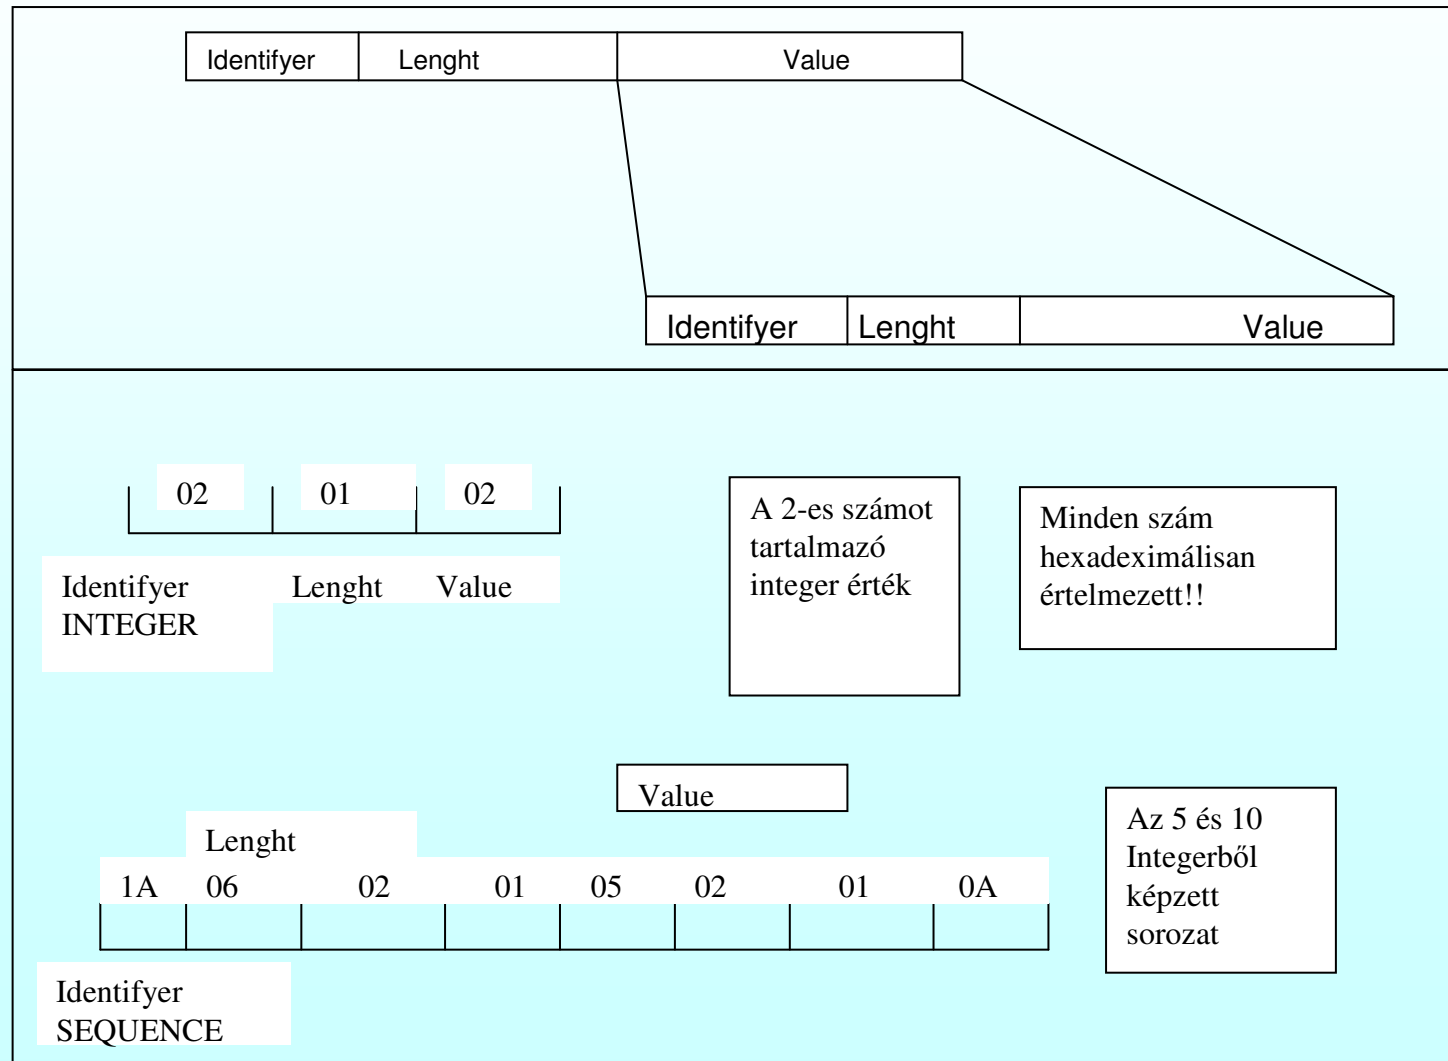 Identifyer Lenght Value
Identifyer Lenght Value
02 01 02
Identifyer Lenght Value
INTEGER
A 2-es számot
tartalmazó
integer érték
Minden szám
hexadeximálisan
értelmezett!!
Value
Lenght
1A 06 02 01 05 02 01 0A
Identifyer
SEQUENCE
Az 5 és 10
Integerből
képzett
sorozat